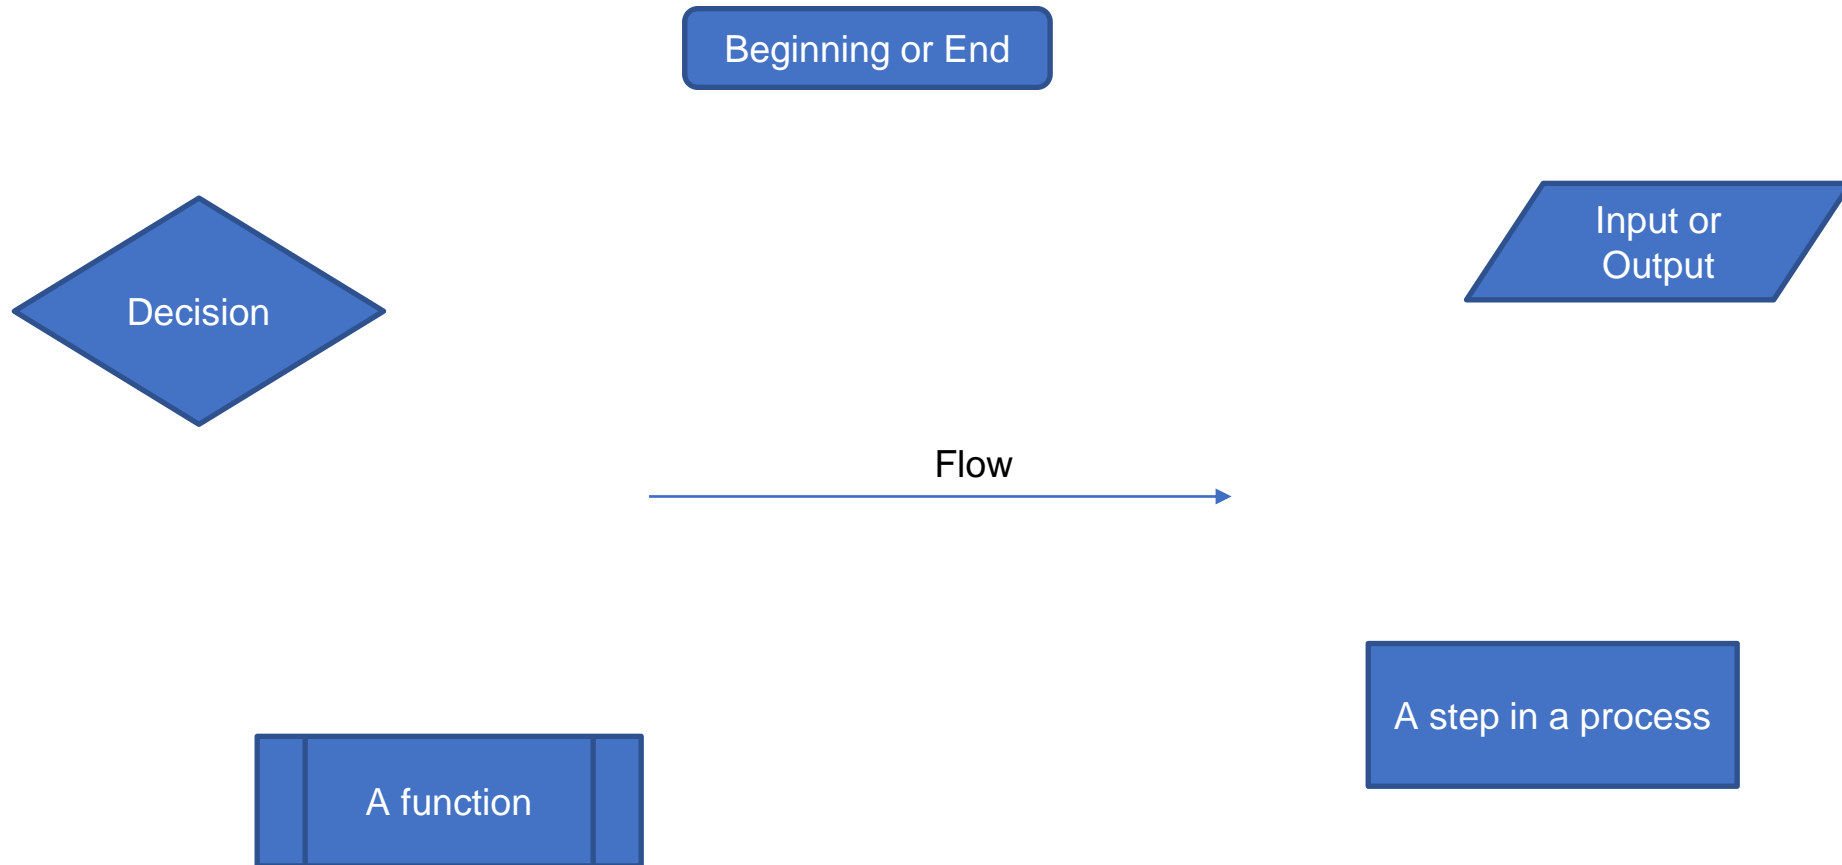 Beginning or End
Input or
Output
Decision
Flow
A step in a process
A function